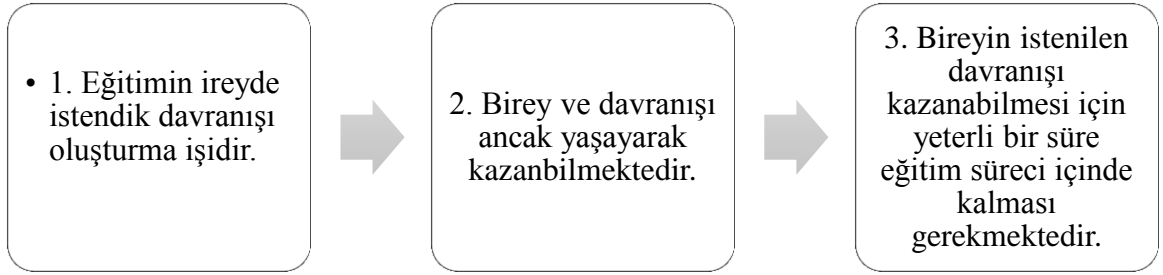 • 1. Eğitimin ireyde
istendik davranışı
oluşturma işidir.
2. Birey ve davranışı
ancak yaşayarak
kazanbilmektedir.
3. Bireyin istenilen
davranışı
kazanabilmesi için
yeterli bir süre
eğitim süreci içinde
kalması
gerekmektedir.